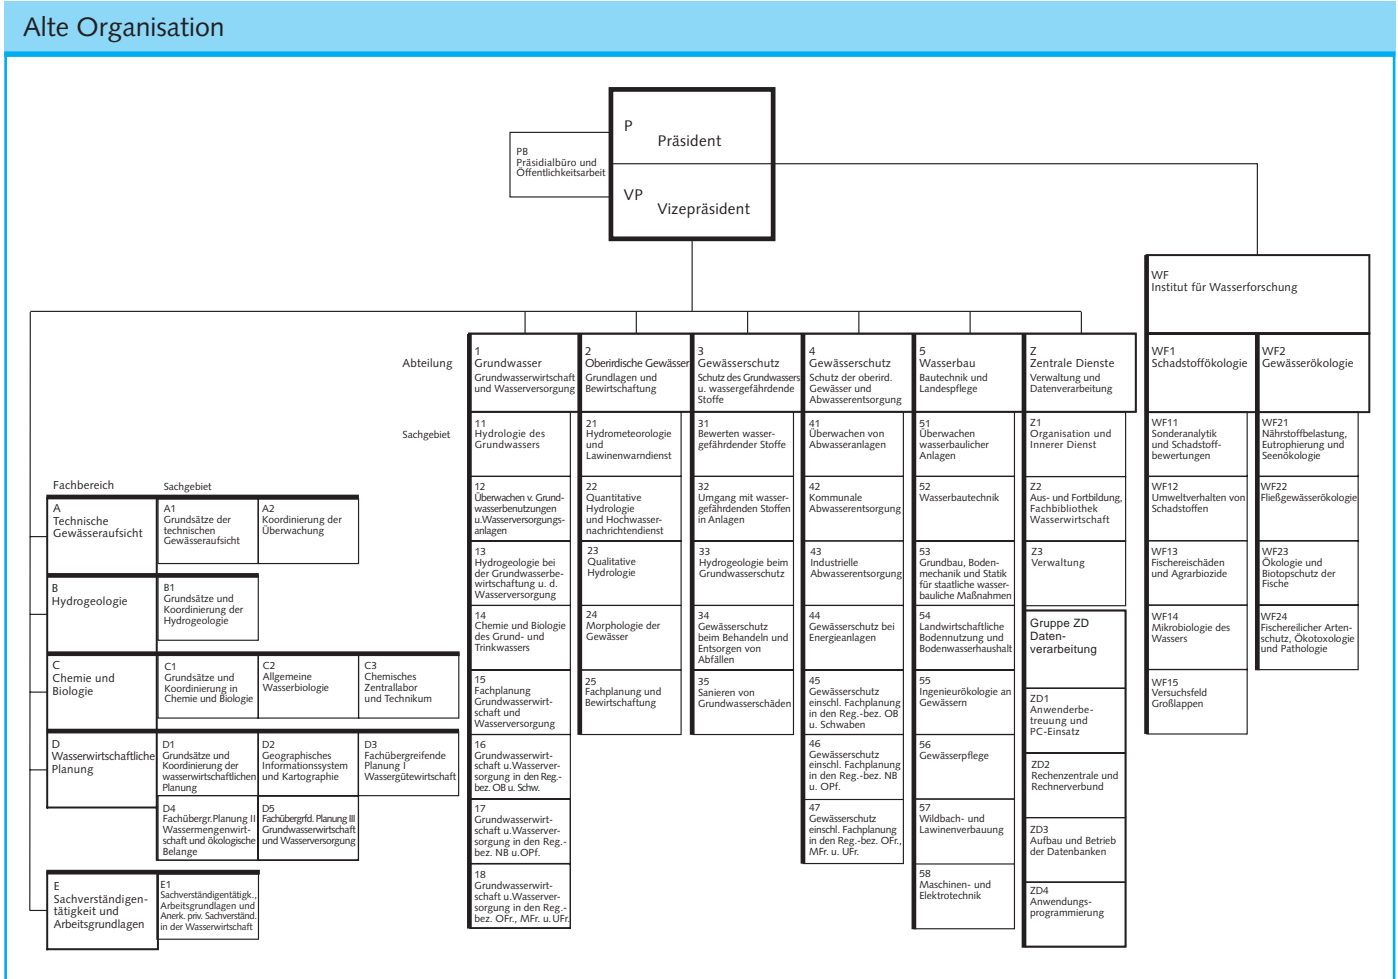 Alte Organisation
P
Präsident
VP
Vizepräsident
PB
Präsidialbüro und
Öffentlichkeitsarbeit
WF
Institut für Wasserforschung
Abteilung
1
Grundwasser
Grundwasserwirtschaft
und Wasserversorgung
2
Oberirdische Gewässer
Grundlagen und
Bewirtschaftung
3
Gewässerschutz
Schutz des Grundwassers
u. wassergefährdende
Stoffe
4
Gewässerschutz
Schutz der oberird.
Gewässer und
Abwasserentsorgung
5
Wasserbau
Bautechnik und
Landespflege
Z
Zentrale Dienste
Verwaltung und
Datenverarbeitung
WF1
Schadstoffökologie
WF2
Gewässerökologie
Sachgebiet
11
Hydrologie des
Grundwassers
12
Überwachen v. Grund-
wasserbenutzungen
u.Wasserversorgungs-
anlagen
13
Hydrogeologie bei
der Grundwasserbe-
wirtschaftung u. d.
Wasserversorgung
14
Chemie und Biologie
des Grund- und
Trinkwassers
15
Fachplanung
Grundwasserwirt-
schaft und
Wasserversorgung
16
Grundwasserwirt-
schaft u.Wasserver-
sorgung in den Reg.-
bez. OB u. Schw.
17
Grundwasserwirt-
schaft u.Wasserver-
sorgung in den Reg.-
bez. NB u.OPf.
18
Grundwasserwirt-
schaft u.Wasserver-
sorgung in den Reg.-
bez. OFr., MFr. u. UFr.
21
Hydrometeorologie
und
Lawinenwarndienst
22
Quantitative
Hydrologie
und Hochwasser-
nachrichtendienst
23
Qualitative
Hydrologie
24
Morphologie der
Gewässer
25
Fachplanung und
Bewirtschaftung
31
Bewerten wasser-
gefährdender Stoffe
32
Umgang mit wasser-
gefährdenden Stoffen
in Anlagen
33
Hydrogeologie beim
Grundwasserschutz
34
Gewässerschutz
beim Behandeln und
Entsorgen von
Abfällen
35
Sanieren von
Grundwasserschäden
41
Überwachen von
Abwasseranlagen
42
Kommunale
Abwasserentsorgung
43
Industrielle
Abwasserentsorgung
44
Gewässerschutz bei
Energieanlagen
45
Gewässerschutz
einschl. Fachplanung
in den Reg.-bez. OB
u. Schwaben
46
Gewässerschutz
einschl. Fachplanung
in den Reg.-bez. NB
u. OPf.
47
Gewässerschutz
einschl. Fachplanung
in den Reg.-bez. OFr.,
MFr. u. UFr.
51
Überwachen
wasserbaulicher
Anlagen
52
Wasserbautechnik
53
Grundbau, Boden-
mechanik und Statik
für staatliche wasser-
bauliche Maßnahmen
54
Landwirtschaftliche
Bodennutzung und
Bodenwasserhaushalt
55
Ingenieurökologie an
Gewässern
56
Gewässerpflege
57
Wildbach- und
Lawinenverbauung
58
Maschinen- und
Elektrotechnik
Z1
Organisation und
Innerer Dienst
Z2
Aus- und Fortbildung,
Fachbibliothek
Wasserwirtschaft
Z3
Verwaltung
Gruppe ZD
Daten-
verarbeitung
ZD1
Anwenderbe-
treuung und
PC-Einsatz
ZD2
Rechenzentrale und
Rechnerverbund
ZD3
Aufbau und Betrieb
der Datenbanken
ZD4
Anwendungs-
programmierung
WF11
Sonderanalytik
und Schadstoff-
bewertungen
WF12
Umweltverhalten von
Schadstoffen
WF13
Fischereischäden
und Agrarbiozide
WF14
Mikrobiologie des
Wassers
WF15
Versuchsfeld
Großlappen
WF21
Nährstoffbelastung,
Eutrophierung und
Seenökologie
WF22
Fließgewässerökologie
WF23
Ökologie und
Biotopschutz der
Fische
WF24
Fischereilicher Arten-
schutz, Ökotoxologie
und Pathologie
Fachbereich
Sachgebiet
A
Technische
Gewässeraufsicht
A1
Grundsätze der
technischen
Gewässeraufsicht
A2
Koordinierung der
Überwachung
B
Hydrogeologie
B1
Grundsätze und
Koordinierung der
Hydrogeologie
C
Chemie und
Biologie
C1
Grundsätze und
Koordinierung in
Chemie und Biologie
C2
Allgemeine
Wasserbiologie
C3
Chemisches
Zentrallabor
und Technikum
D
Wasserwirtschaftliche
Planung
D1
Grundsätze und
Koordinierung der
wasserwirtschaftlichen
Planung
D2
Geographisches
Informationssystem
und Kartographie
D3
Fachübergreifende
Planung I
Wassergütewirtschaft
D4
Fachübergr.Planung II
Wassermengenwirt-
schaft und ökologische
Belange
D5
Fachübergrfd. Planung III
Grundwasserwirtschaft
und Wasserversorgung
E
Sachverständigen-
tätigkeit und
Arbeitsgrundlagen
E1
Sachverständigentätigk.,
Arbeitsgrundlagen und
Anerk. priv. Sachverständ.
in der Wasserwirtschaft